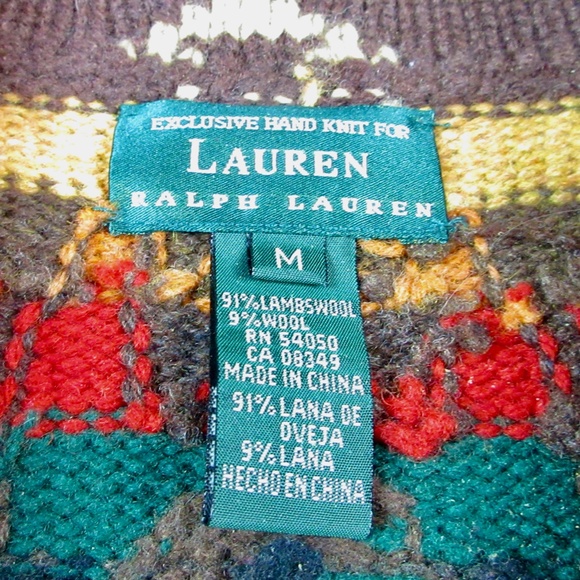 EXCLUSIVE HAND KNIT FOR
LAUREN
RALPH LAUREN
M
91% LAMBSWOOL
9% WOOL
RN 54050
CA 08349
MADE IN CHINA
91% LANA DE
OVEJA
9% LANA
HECHO EN CHINA